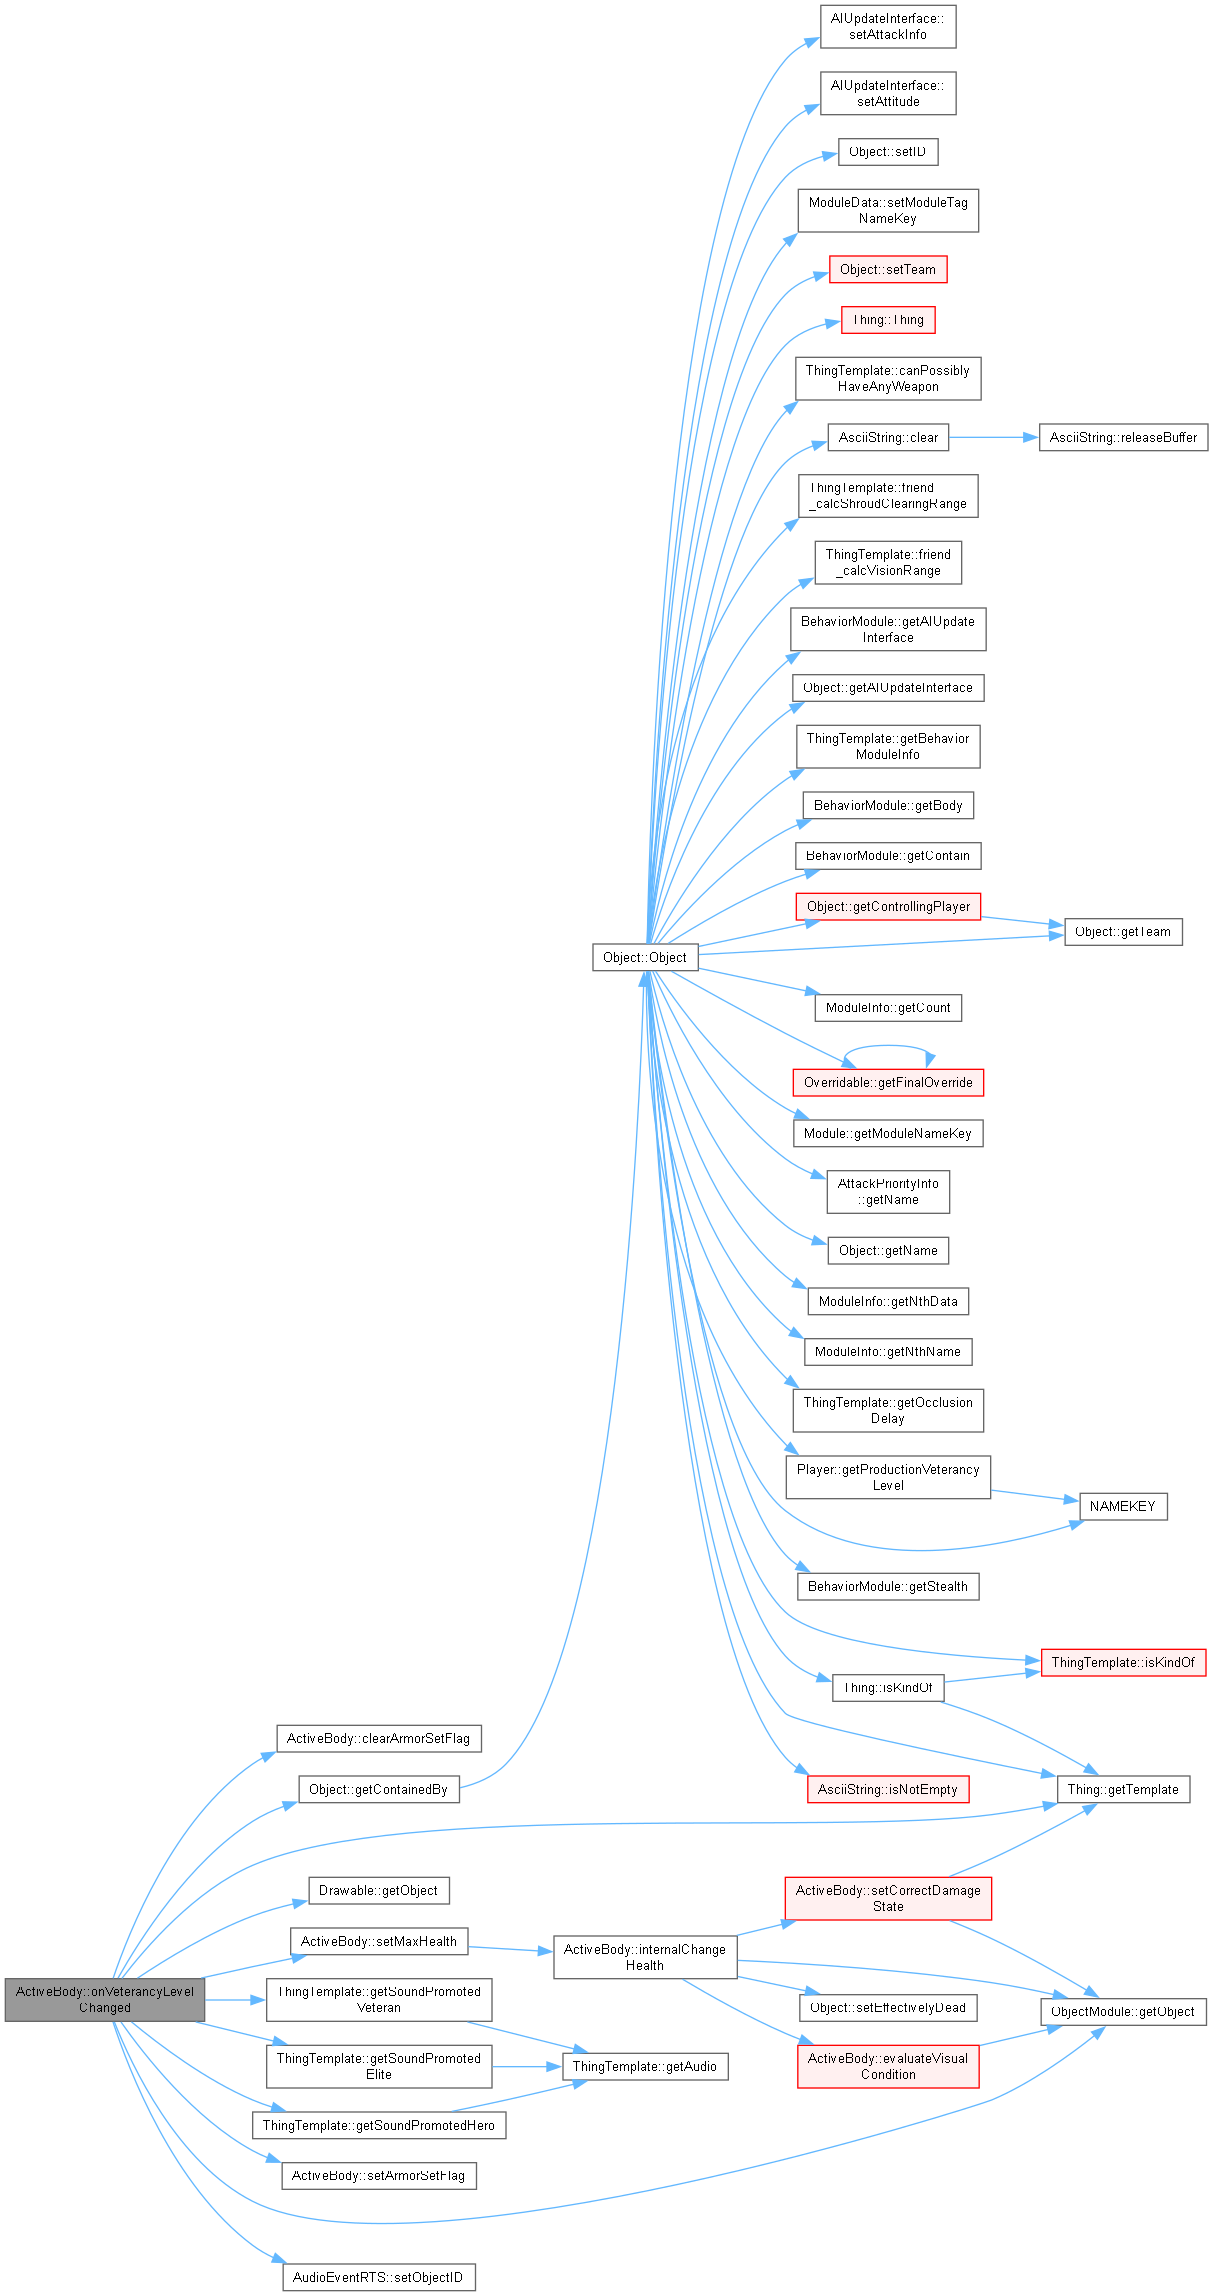 AIUpdateInterface::
setAttackInfo
AIUpdateInterface::
setAttitude
Object::setID
ModuleData::setModuleTag
NameKey
Object::setTeam
Thing::Thing
ThingTemplate::canPossibly
HaveAnyWeapon
AsciiString::clear
AsciiString::releaseBuffer
ThingTemplate::friend
_calcShroudClearingRange
ThingTemplate::friend
_calcVisionRange
BehaviorModule::getAIUpdate
Interface
Object::getAIUpdateInterface
ThingTemplate::getBehavior
ModuleInfo
BehaviorModule::getBody
BehaviorModule::getContain
Object::getControllingPlayer
Object::getTeam
Object::Object
ModuleInfo::getCount
Overridable::getFinalOverride
Module::getModuleNameKey
AttackPriorityInfo
::getName
Object::getName
ModuleInfo::getNthData
ModuleInfo::getNthName
ThingTemplate::getOcclusion
Delay
Player::getProductionVeterancy
Level
NAMEKEY
BehaviorModule::getStealth
ThingTemplate::isKindOf
Thing::isKindOf
ActiveBody::clearArmorSetFlag
Object::getContainedBy
AsciiString::isNotEmpty
Thing::getTemplate
Drawable::getObject
ActiveBody::setCorrectDamage
State
ActiveBody::setMaxHealth
ActiveBody::internalChange
Health
ActiveBody::onVeterancyLevel
Changed
ThingTemplate::getSoundPromoted
Veteran
Object::setEffectivelyDead
ObjectModule::getObject
ThingTemplate::getSoundPromoted
Elite
ThingTemplate::getAudio
ActiveBody::evaluateVisual
Condition
ThingTemplate::getSoundPromotedHero
ActiveBody::setArmorSetFlag
AudioEventRTS::setObjectID